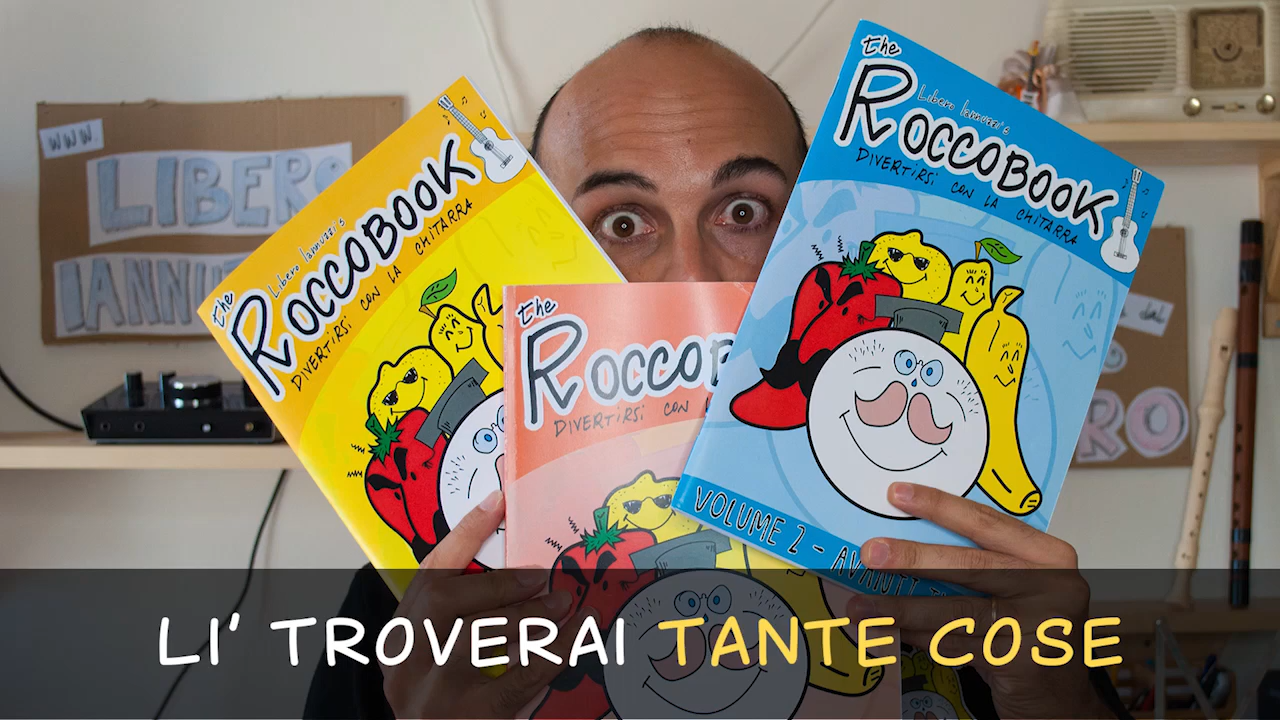 www
LIBERO
IANNU
the
Libero Iannuzzi's
ROCCOBOOK
DIVERTIRSI CON LA CHITARRA
the
ROCCOB
DIVERTIRSI CON
the
Libero Iannuzzi's
ROCCOBOOK
DIVERTIRSI CON LA CHITARRA
VOLUME 2 - AVANTI
RO
LI' TROVERAI TANTE COSE